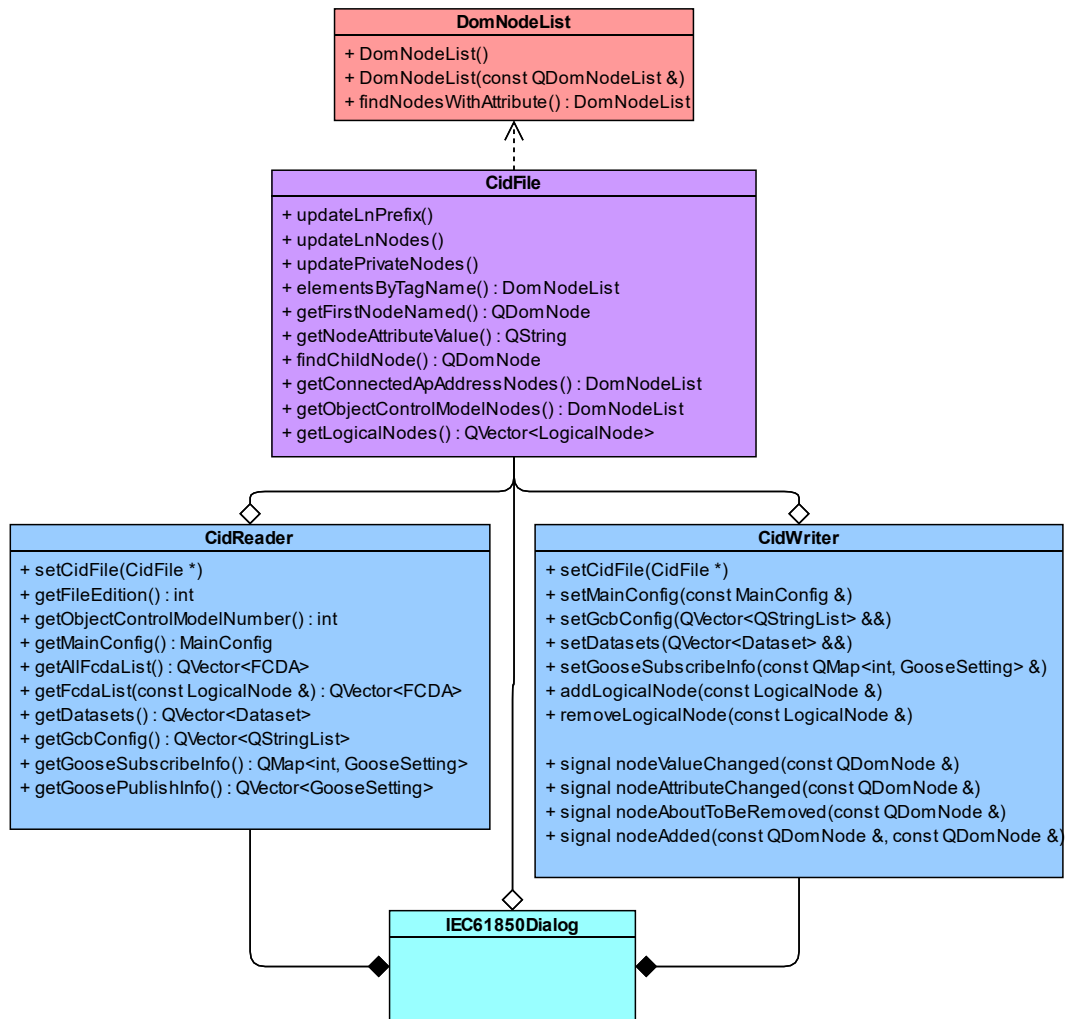 DomNodeList
+ DomNodeList()
+ DomNodeList(const QDomNodeList &)
+ findNodesWithAttribute() : DomNodeList
CidFile
+ updateLnPrefix()
+ updateLnNodes()
+ updatePrivateNodes()
+ elementsByTagName() : DomNodeList
+ getFirstNodeNamed() : QDomNode
+ getNodeAttributeValue() : QString
+ findChildNode() : QDomNode
+ getConnectedApAddressNodes() : DomNodeList
+ getObjectControlModelNodes() : DomNodeList
+ getLogicalNodes() : QVector<LogicalNode>
CidReader
+ setCidFile(CidFile *)
+ getFileEdition() : int
+ getObjectControlModelNumber() : int
+ getMainConfig() : MainConfig
+ getAllFcdaList() : QVector<FCDA>
+ getFcdaList(const LogicalNode &) : QVector<FCDA>
+ getDatasets() : QVector<Dataset>
+ getGcbConfig() : QVector<QStringList>
+ getGooseSubscribeInfo() : QMap<int, GooseSetting>
+ getGoosePublishInfo() : QVector<GooseSetting>
CidWriter
+ setCidFile(CidFile *)
+ setMainConfig(const MainConfig &)
+ setGcbConfig(QVector<QStringList> &&)
+ setDatasets(QVector<Dataset> &&)
+ setGooseSubscribeInfo(const QMap<int, GooseSetting> &)
+ addLogicalNode(const LogicalNode &)
+ removeLogicalNode(const LogicalNode &)
+ signal nodeValueChanged(const QDomNode &)
+ signal nodeAttributeChanged(const QDomNode &)
+ signal nodeAboutToBeRemoved(const QDomNode &)
+ signal nodeAdded(const QDomNode &, const QDomNode &)
IEC61850Dialog